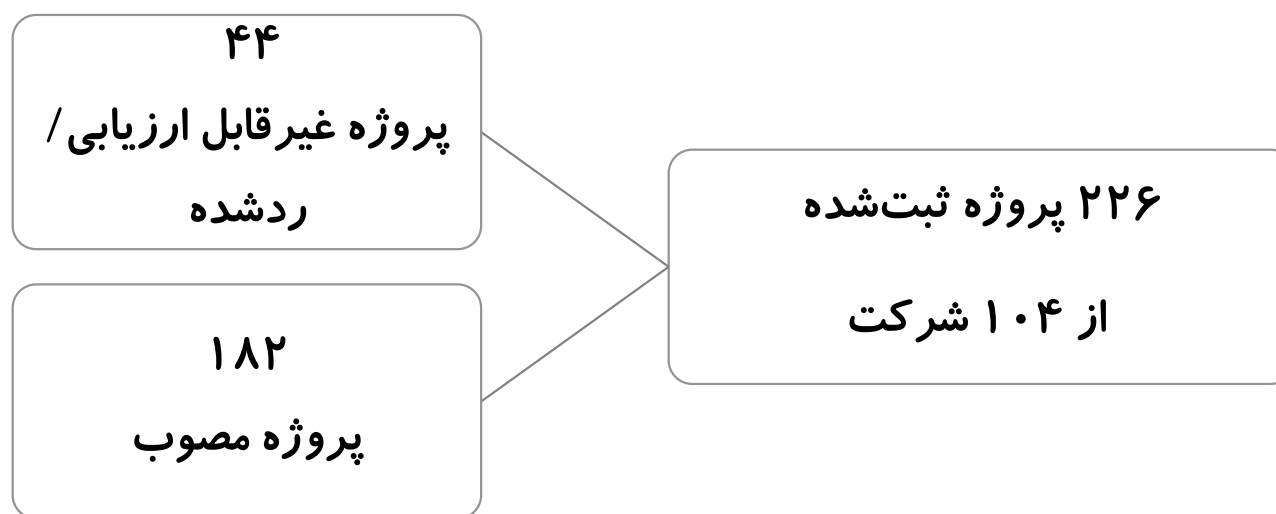 ۲۲۶ پروژه ثبت‌شده
از ۱۰۴ شرکت
۴۴
پروژه غیرقابل ارزیابی/
ردشده
۱۸۲
پروژه مصوب